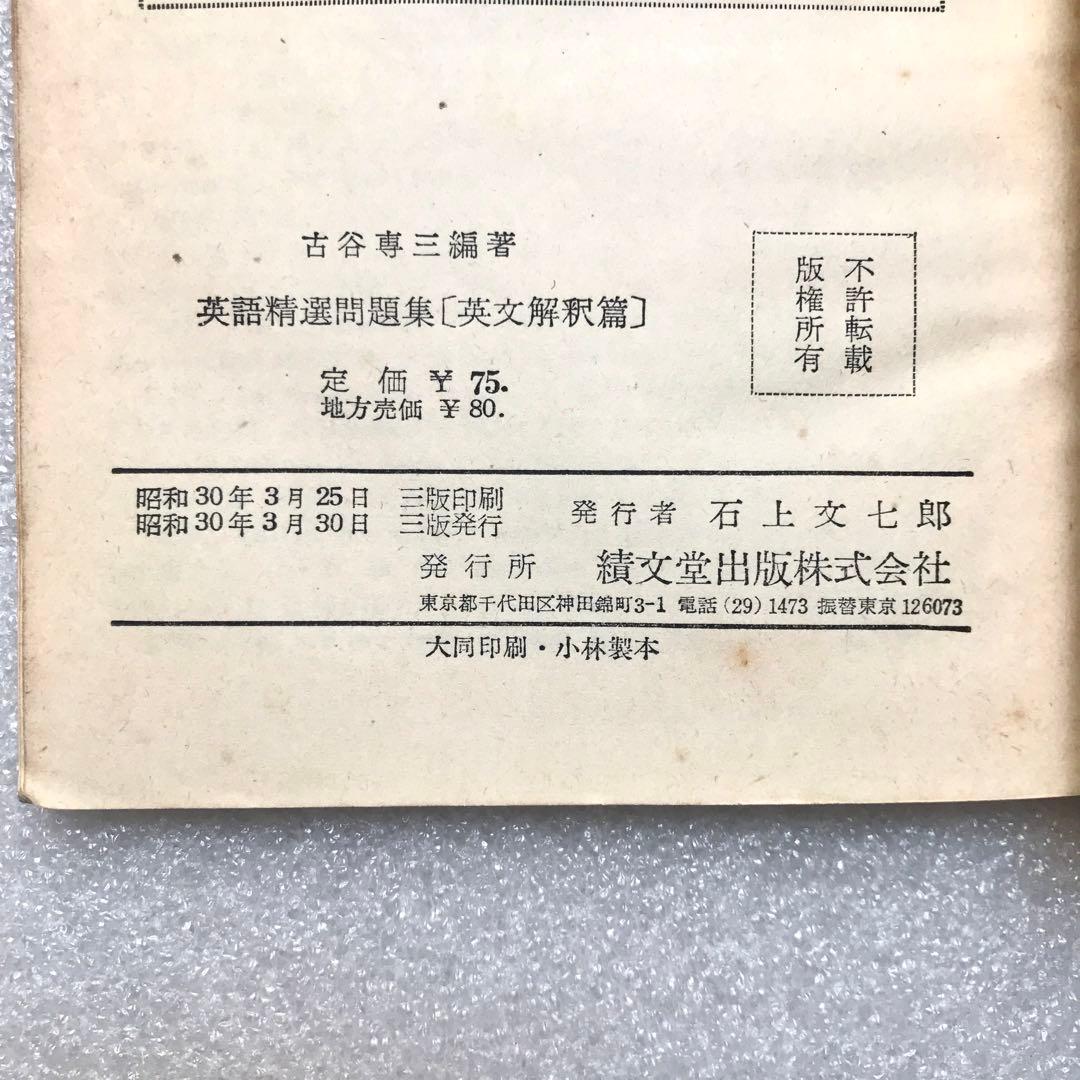 古谷専三編著
英語精選問題集〔英文解釈篇〕
定価 ￥75.
地方売価 ￥80.
不許転載
版権所有
昭和30年3月25日 三版印刷
昭和30年3月30日 三版発行
発行者 石上文七郎
発行所 績文堂出版株式会社
東京都千代田区神田錦町3-1 電話(29)1473 振替東京126073
大同印刷・小林製本